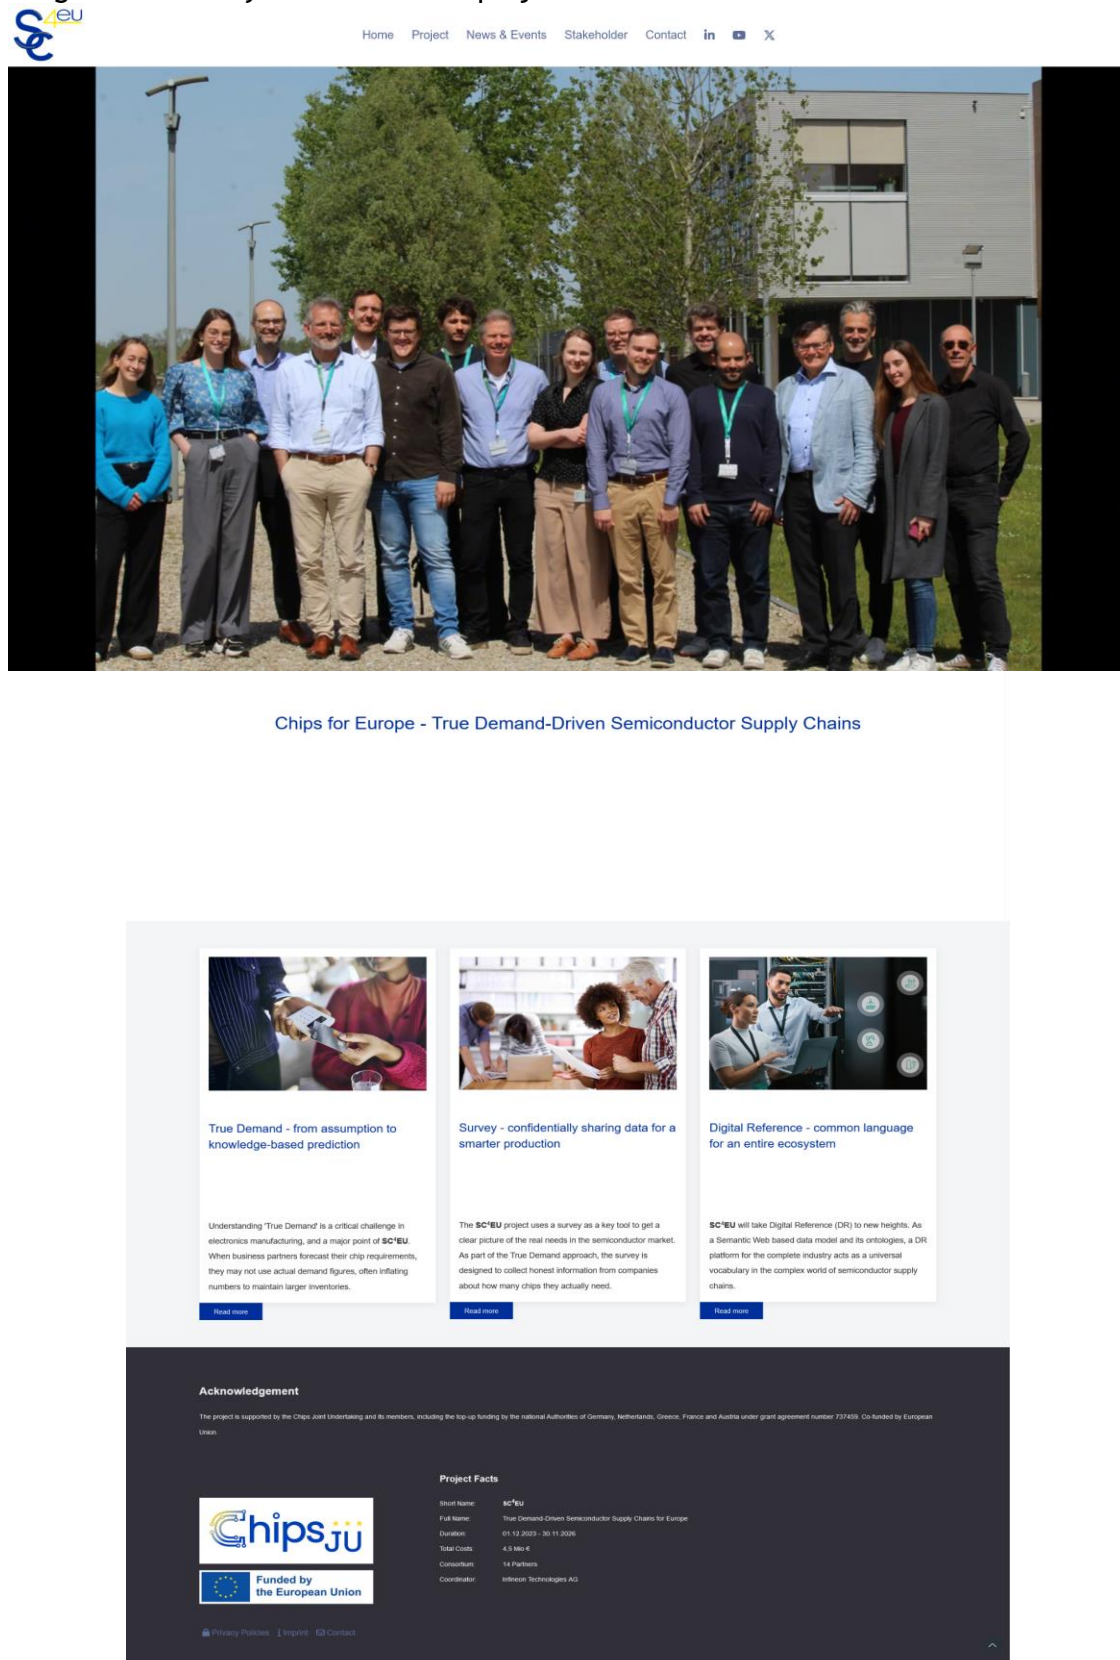 SC4eu
Home Project News & Events Stakeholder Contact in X
Chips for Europe - True Demand-Driven Semiconductor Supply Chains
True Demand - from assumption to
knowledge-based prediction
Understanding 'True Demand' is a critical challenge in
electronics manufacturing, and a major point of SC⁴EU.
When business partners forecast their chip requirements,
they may not use actual demand figures, often inflating
numbers to maintain larger inventories.
Read more
Survey - confidentially sharing data for a
smarter production
The SC⁴EU project uses a survey as a key tool to get a
clear picture of the real needs in the semiconductor market.
As part of the True Demand approach, the survey is
designed to collect honest information from companies
about how many chips they actually need.
Read more
Digital Reference - common language
for an entire ecosystem
SC⁴EU will take Digital Reference (DR) to new heights. As
a Semantic Web based data model and its ontologies, a DR
platform for the complete industry acts as a universal
vocabulary in the complex world of semiconductor supply
chains.
Read more
Acknowledgement
The project is supported by the Chips Joint Undertaking and its members, including the top-up funding by the national Authorities of Germany, Netherlands, Greece, France and Austria under grant agreement number 737459. Co-funded by European
Union.
Chips JU
Funded by
the European Union
Project Facts
Short Name: SC⁴EU
Full Name: True Demand-Driven Semiconductor Supply Chains for Europe
Duration: 01.12.2023 - 30.11.2026
Total Costs: 4,5 Mio €
Consortium: 14 Partners
Coordinator: Infineon Technologies AG
Privacy Policies Imprint Contact